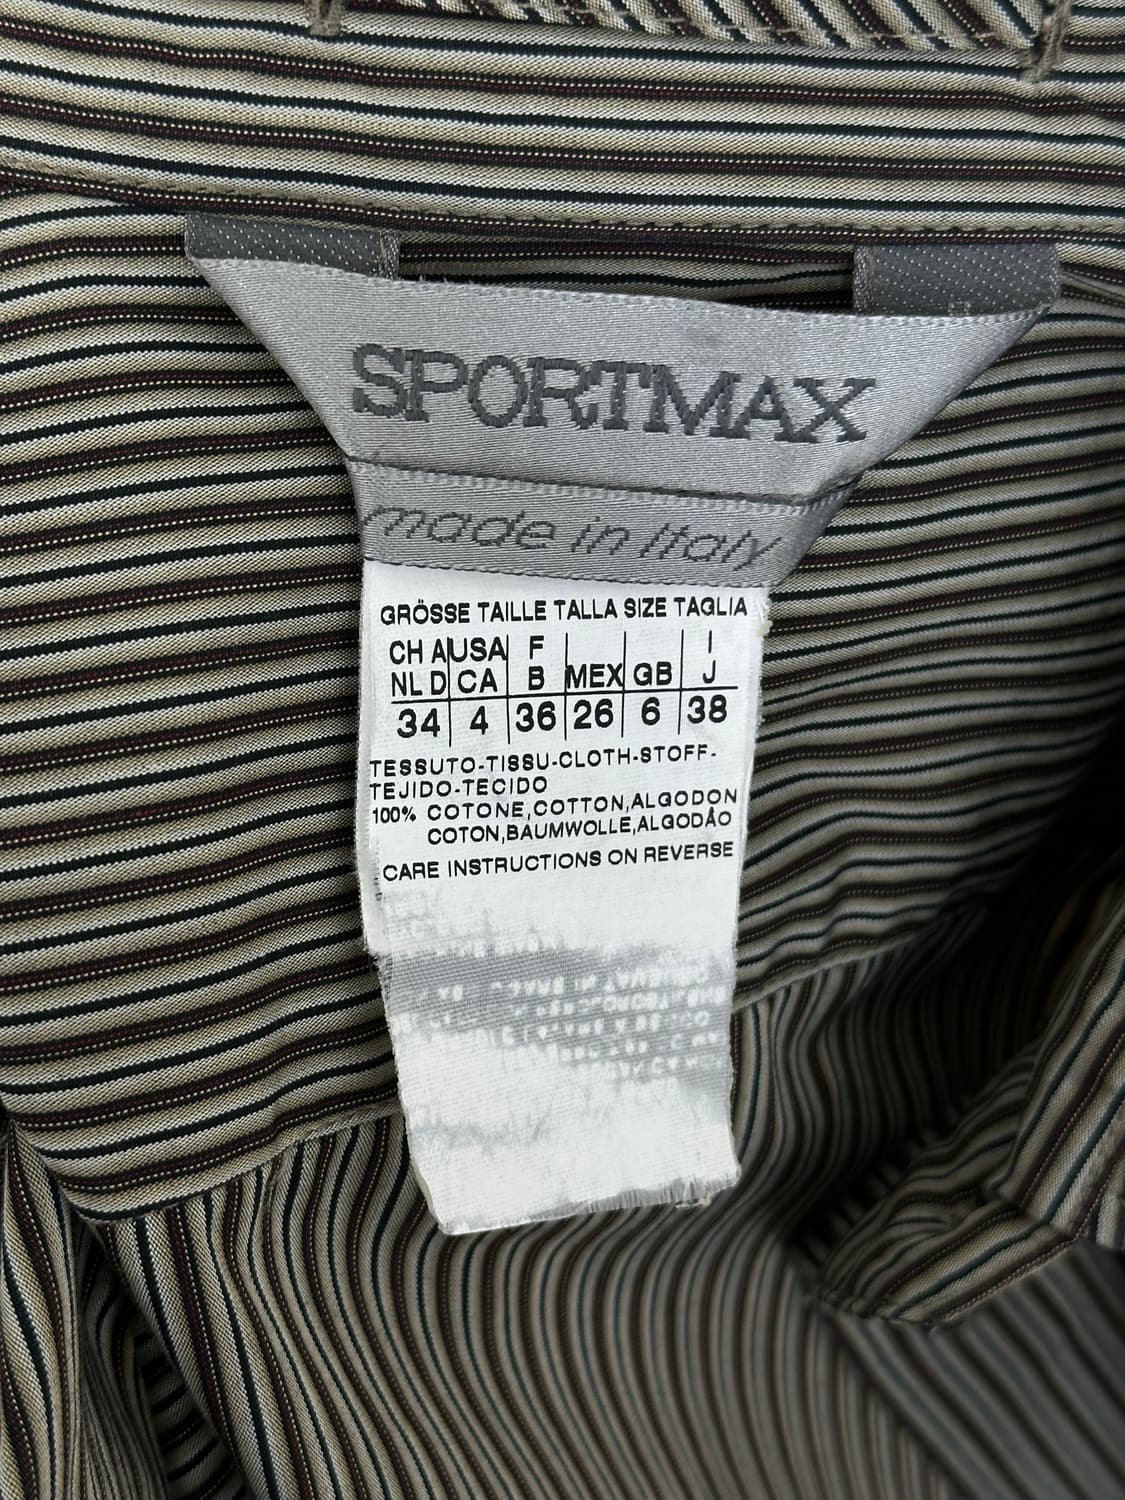 SPORTMAX
made in Italy
GRÖSSE TAILLE TALLA SIZE TAGLIA
CH A USA F I
NL D CA B MEX GB J
34 4 36 26 6 38
TESSUTO-TISSU-CLOTH-STOFF-
TEJIDO-TECIDO
100% COTONE,COTTON,ALGODON
COTON,BAUMWOLLE,ALGODÃO
CARE INSTRUCTIONS ON REVERSE